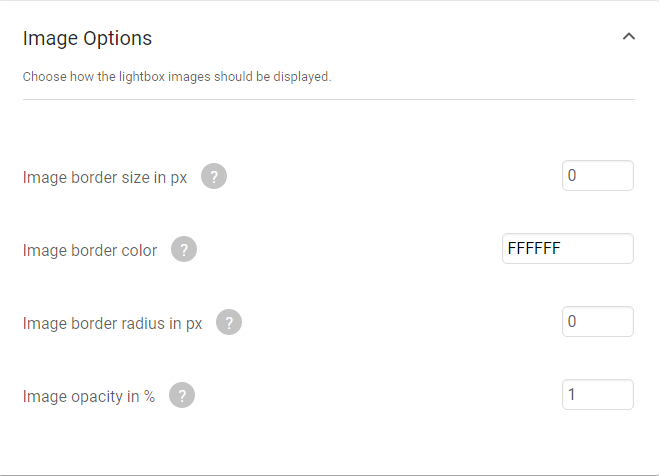 Image Options
Choose how the lightbox images should be displayed.
Image border size in px ? 0
Image border color ? FFFFFF
Image border radius in px ? 0
Image opacity in % ? 1